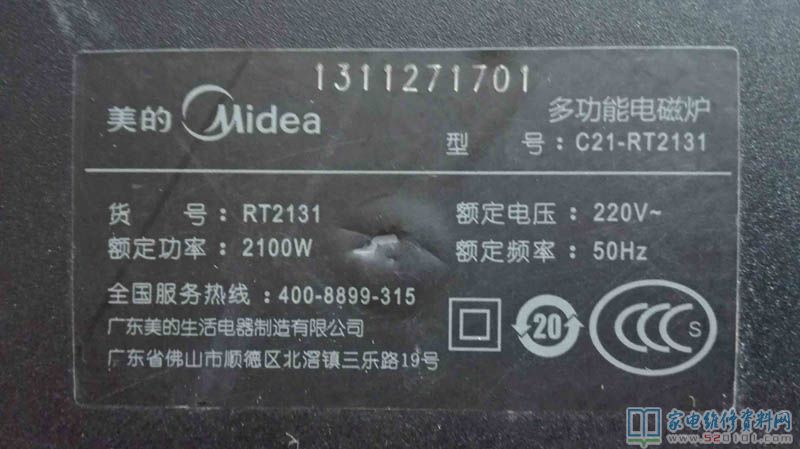 1311271701
美的 Midea
多功能电磁炉
型 号：C21-RT2131
货 号：RT2131
额定电压：220V~
额定功率：2100W
额定频率：50Hz
全国服务热线：400-8899-315
广东美的生活电器制造有限公司
广东省佛山市顺德区北滘镇三乐路19号
20
CCC S
家电维修资料网
www.520101.com